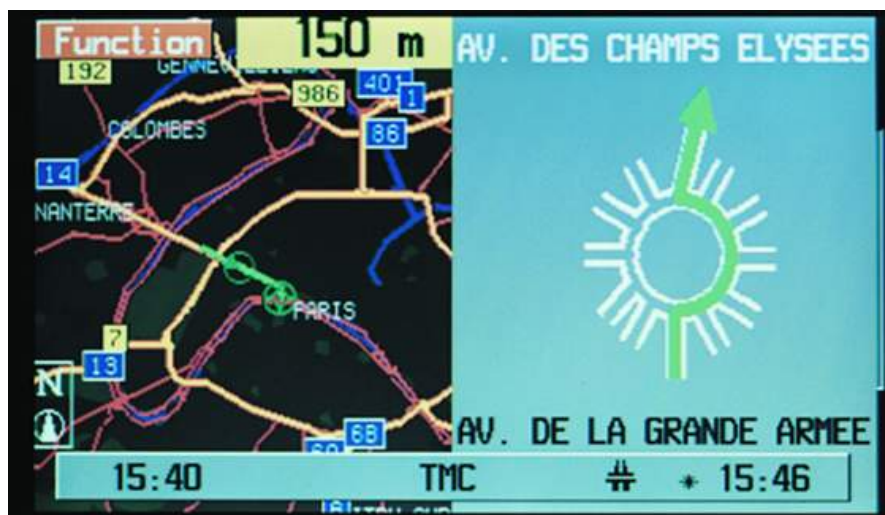 Function
150 m
AV. DES CHAMPS ELYSEES
192
986
401
1
COLOMBES
86
14
NANTERRE
PARIS
7
13
N
68
AV. DE LA GRANDE ARMEE
15:40 TMC 15:46